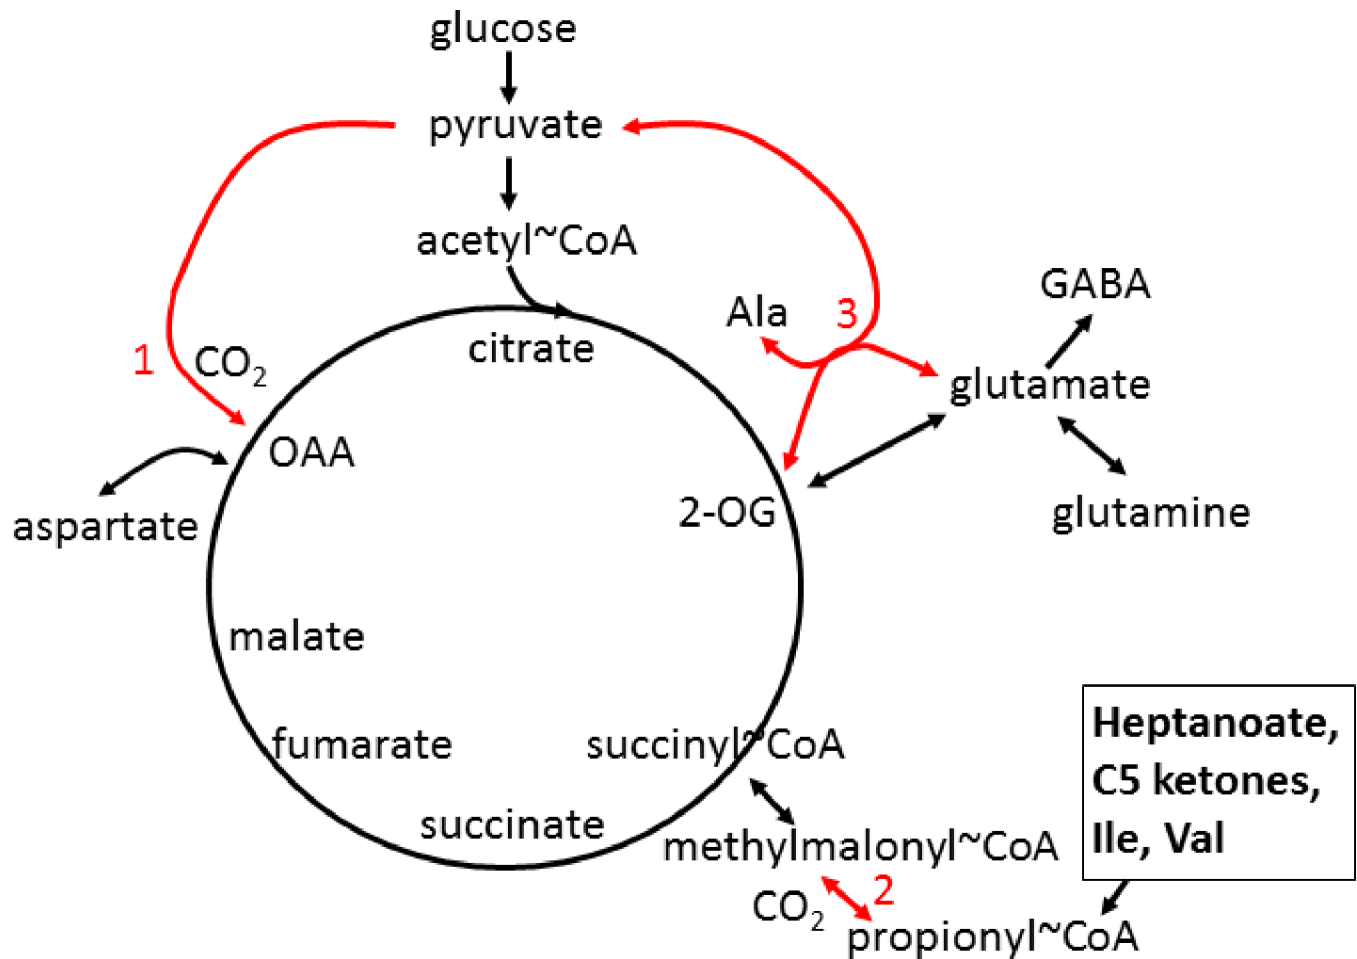 glucose
pyruvate
acetyl~CoA
citrate
1
CO2
OAA
aspartate
Ala
3
GABA
glutamate
2-OG
glutamine
malate
fumarate
succinyl~CoA
succinate
methylmalonyl~CoA
CO2
2
propionyl~CoA
Heptanoate,
C5 ketones,
Ile, Val